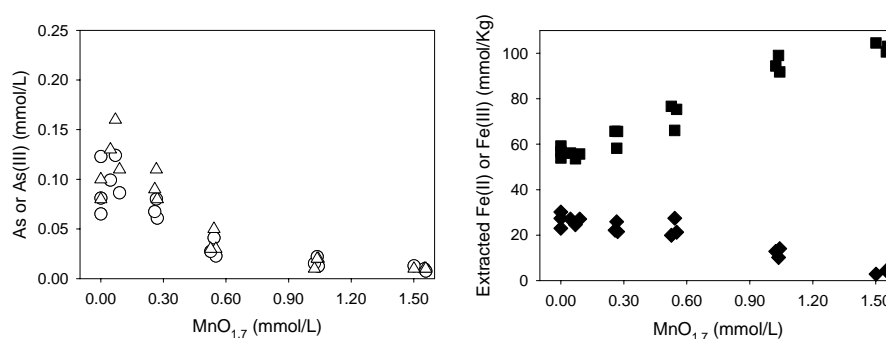 As or As(III) (mmol/L)
0.25
0.20
0.15
0.10
0.05
0.00
0.00 0.30 0.60 0.90 1.20 1.50
MnO1.7 (mmol/L)
Extracted Fe(II) or Fe(III) (mmol/Kg)
100
80
60
40
20
0
0.00 0.30 0.60 0.90 1.20 1.50
MnO1.7 (mmol/L)